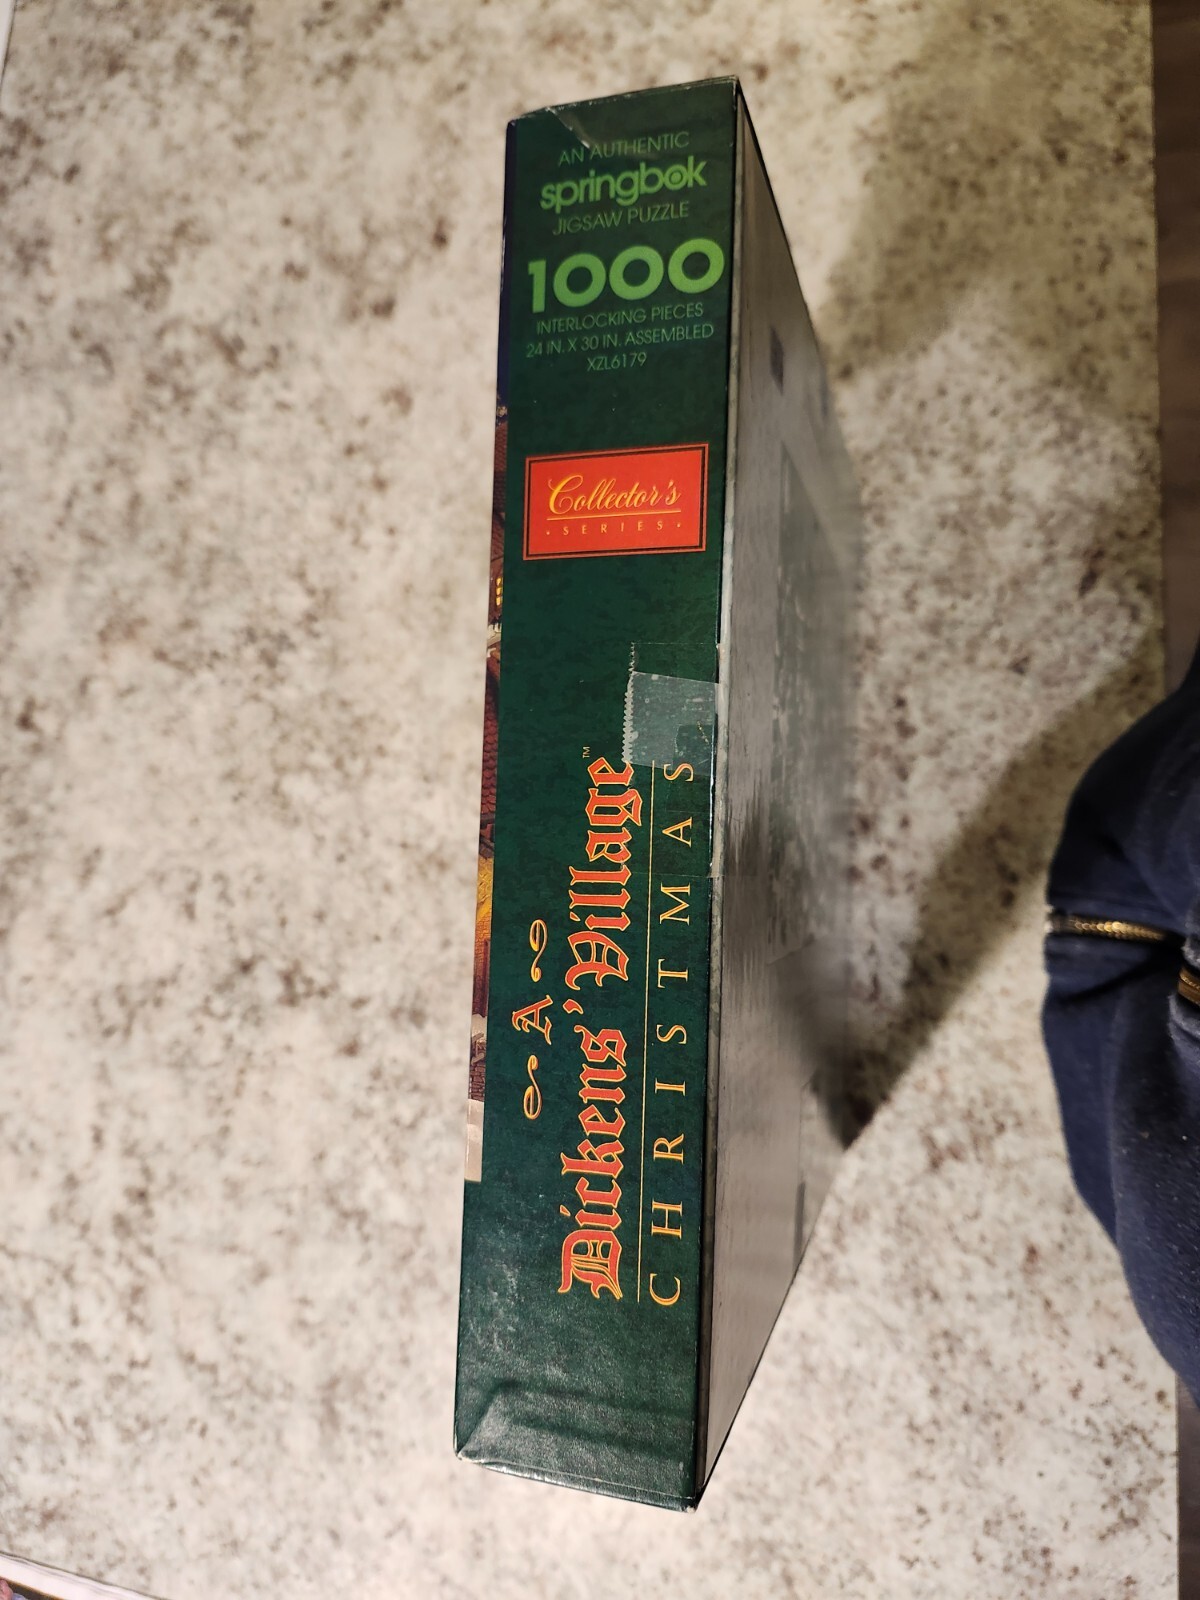 AN AUTHENTIC
springbok
JIGSAW PUZZLE
1000
INTERLOCKING PIECES
24 IN. X 30 IN. ASSEMBLED
XZL6179
Collector's
• SERIES •
A
Dickens' Village™
CHRISTMAS